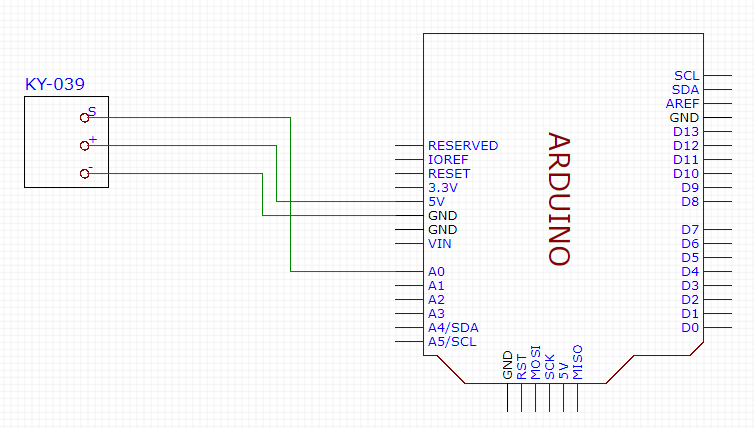 KY-039
S
+
-
ARDUINO
RESERVED
IOREF
RESET
3.3V
5V
GND
GND
VIN
A0
A1
A2
A3
A4/SDA
A5/SCL
SCL
SDA
AREF
GND
D13
D12
D11
D10
D9
D8
D7
D6
D5
D4
D3
D2
D1
D0
GND
RST
MOSI
SCK
5V
MISO